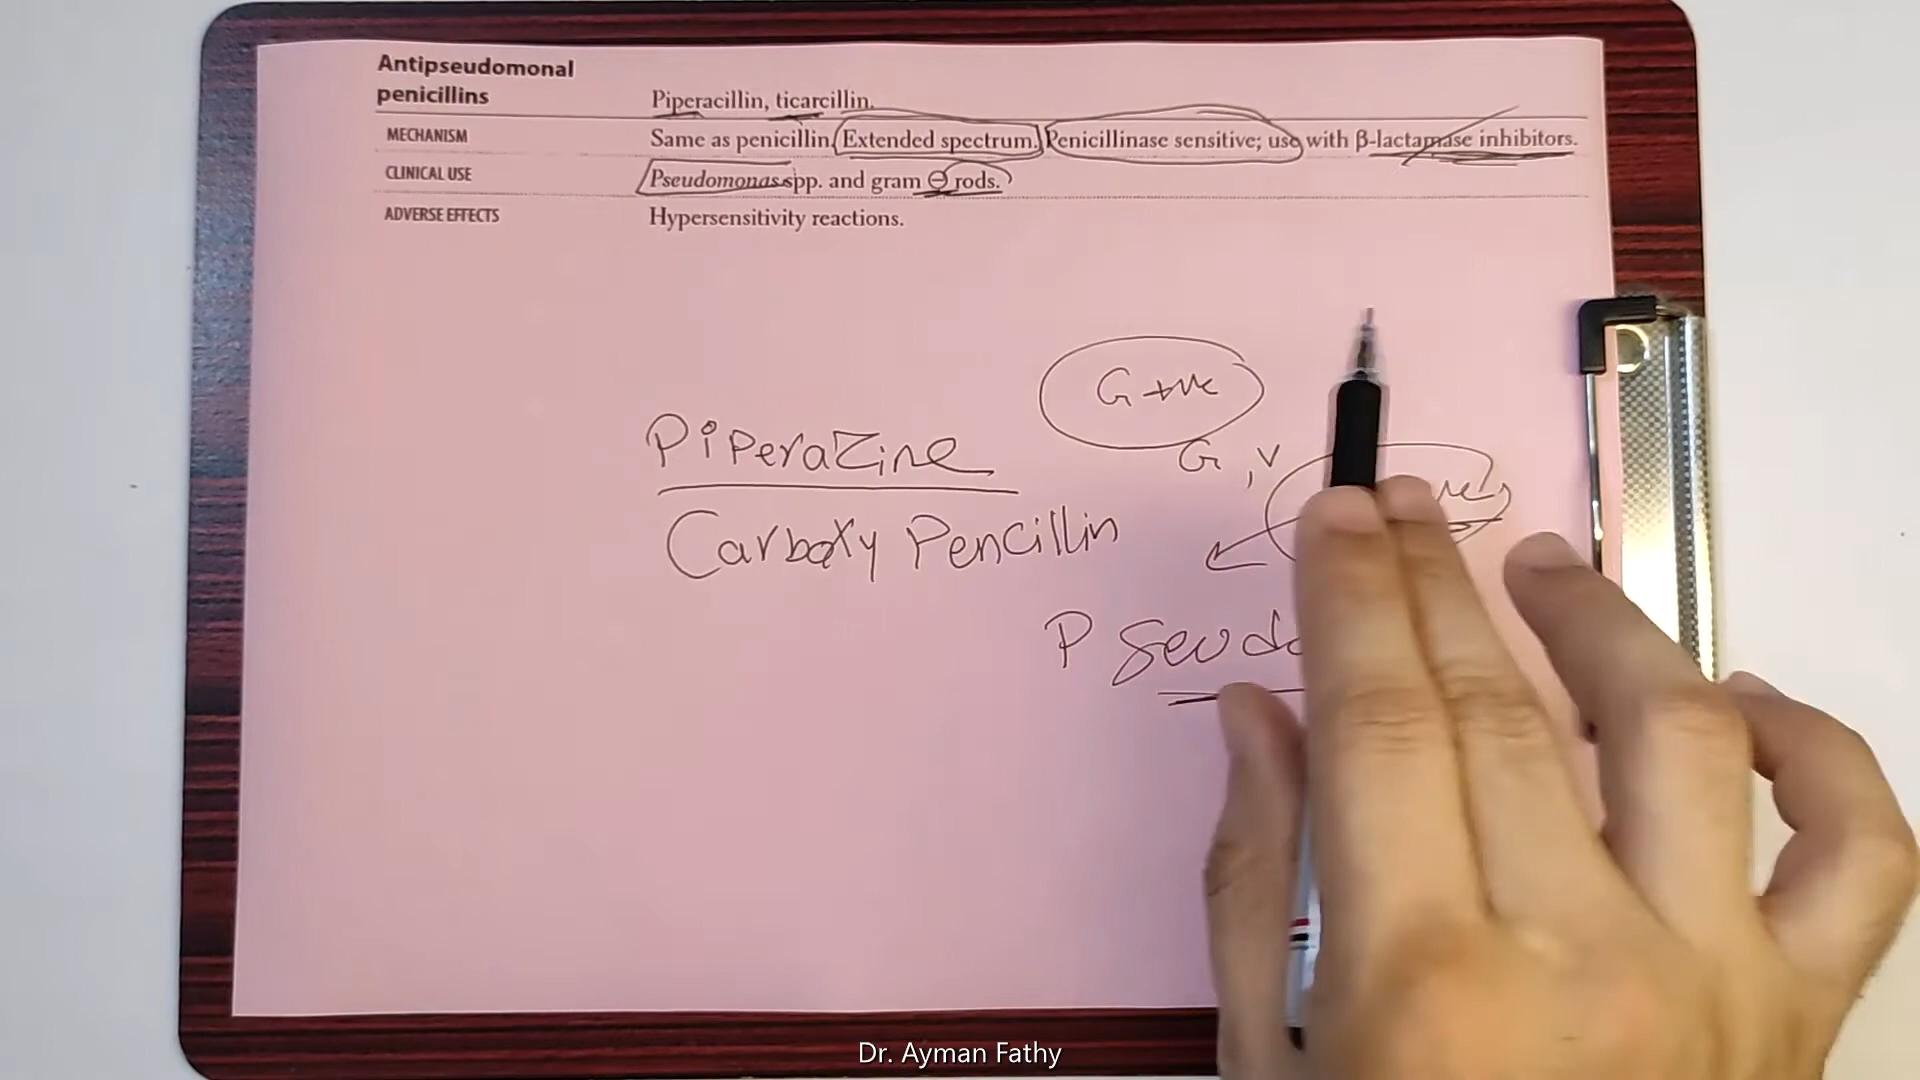 Antipseudomonal
penicillins
Piperacillin, ticarcillin.
MECHANISM
Same as penicillin. Extended spectrum. Penicillinase sensitive; use with β-lactamase inhibitors.
CLINICAL USE
Pseudomonas spp. and gram ⊖ rods.
ADVERSE EFFECTS
Hypersensitivity reactions.
G +ve
G , V
Piperazine
Carboxy Pencillin
Pseudo
Dr. Ayman Fathy